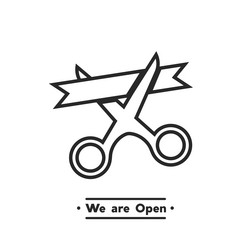 • We are Open •